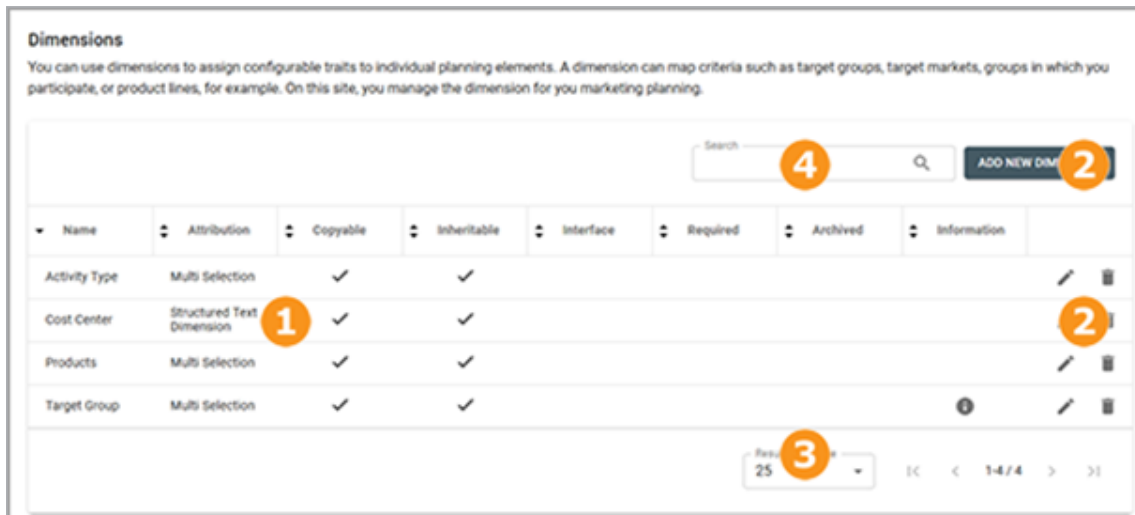 Dimensions
You can use dimensions to assign configurable traits to individual planning elements. A dimension can map criteria such as target groups, target markets, groups in which you
participate, or product lines, for example. On this site, you manage the dimension for you marketing planning.
Search
4
ADD NEW
2
Name Attribution Copyable Inheritable Interface Required Archived Information
Activity Type Multi Selection
Cost Center Structured Text
Dimension
1
2
Products Multi Selection
Target Group Multi Selection
3
25 1-4 / 4